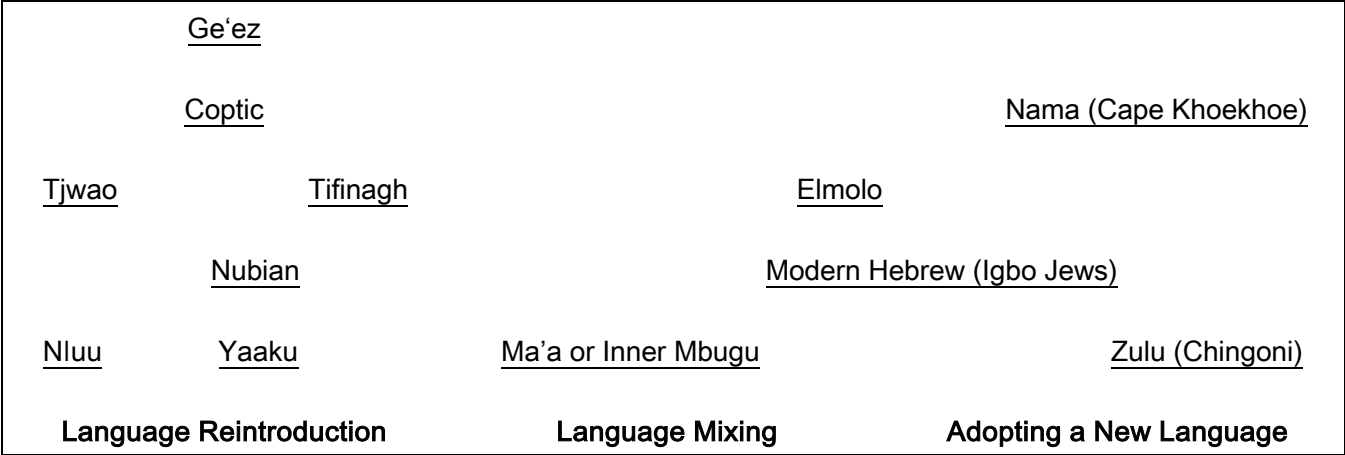 Ge‘ez
Coptic Nama (Cape Khoekhoe)
Tjwao Tifinagh Elmolo
Nubian Modern Hebrew (Igbo Jews)
Nluu Yaaku Ma’a or Inner Mbugu Zulu (Chingoni)
Language Reintroduction Language Mixing Adopting a New Language